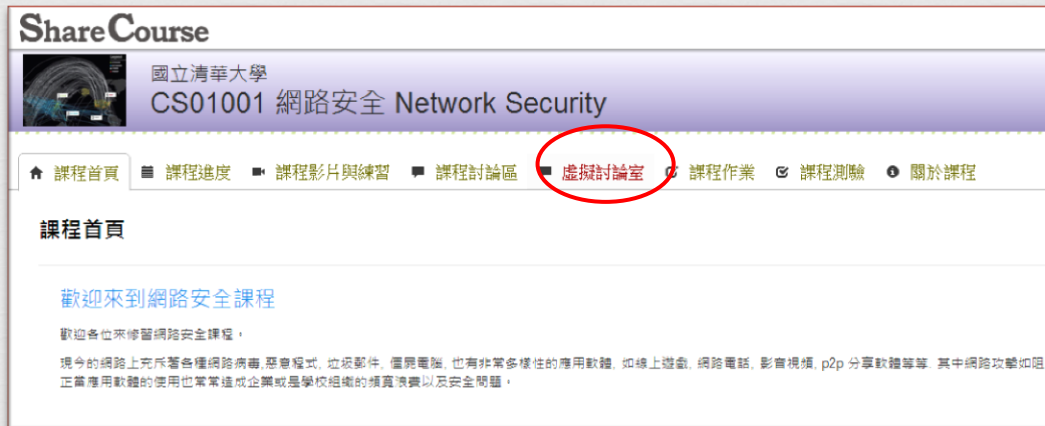 ShareCourse
國立清華大學
CS01001 網路安全 Network Security
課程首頁 課程進度 課程影片與練習 課程討論區 虛擬討論室 課程作業 課程測驗 關於課程
課程首頁
歡迎來到網路安全課程
歡迎各位來修習網路安全課程。
現今的網路上充斥著各種網路病毒,惡意程式, 垃圾郵件, 僵屍電腦, 也有非常多樣性的應用軟體, 如線上遊戲, 網路電話, 影音視頻, p2p 分享軟體等等. 其中網路攻擊如阻
正當應用軟體的使用也常常造成企業或是學校組織的頻寬浪費以及安全問題。